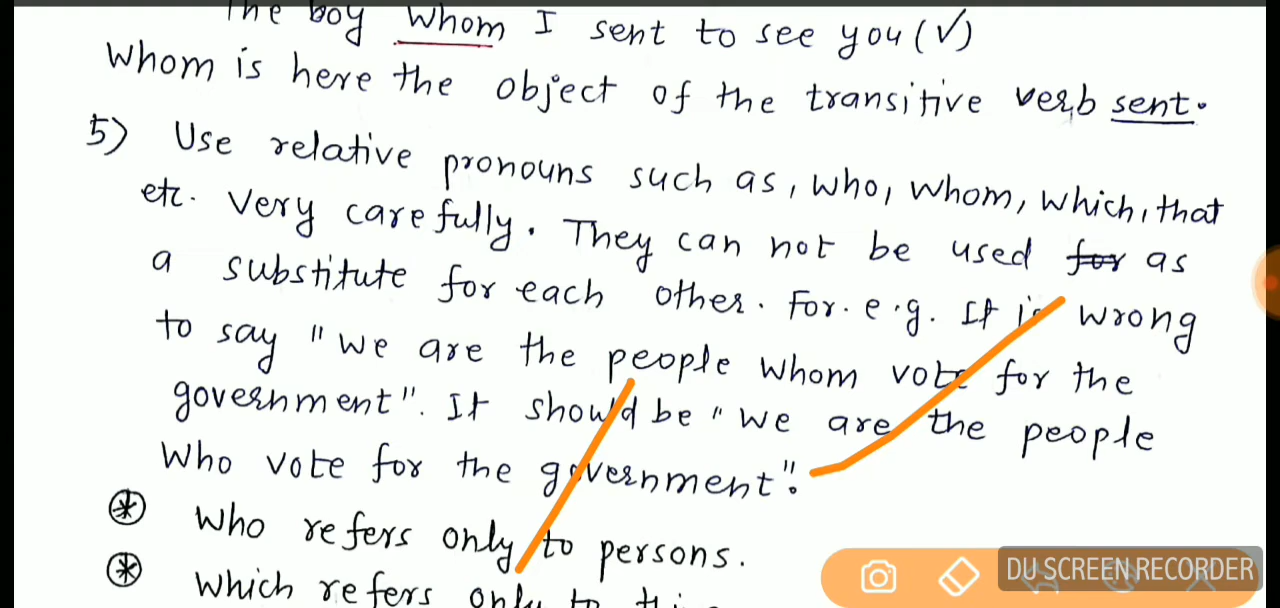 The boy whom I sent to see you (✓)
Whom is here the object of the transitive verb sent.
5) Use relative pronouns such as, who, whom, which, that
etc. Very carefully. They can not be used for as
a substitute for each other. For. e.g. It is wrong
to say "we are the people whom vote for the
government". It should be "we are the people
who vote for the government".
* Who refers only to persons.
* Which refers only to
DU SCREEN RECORDER